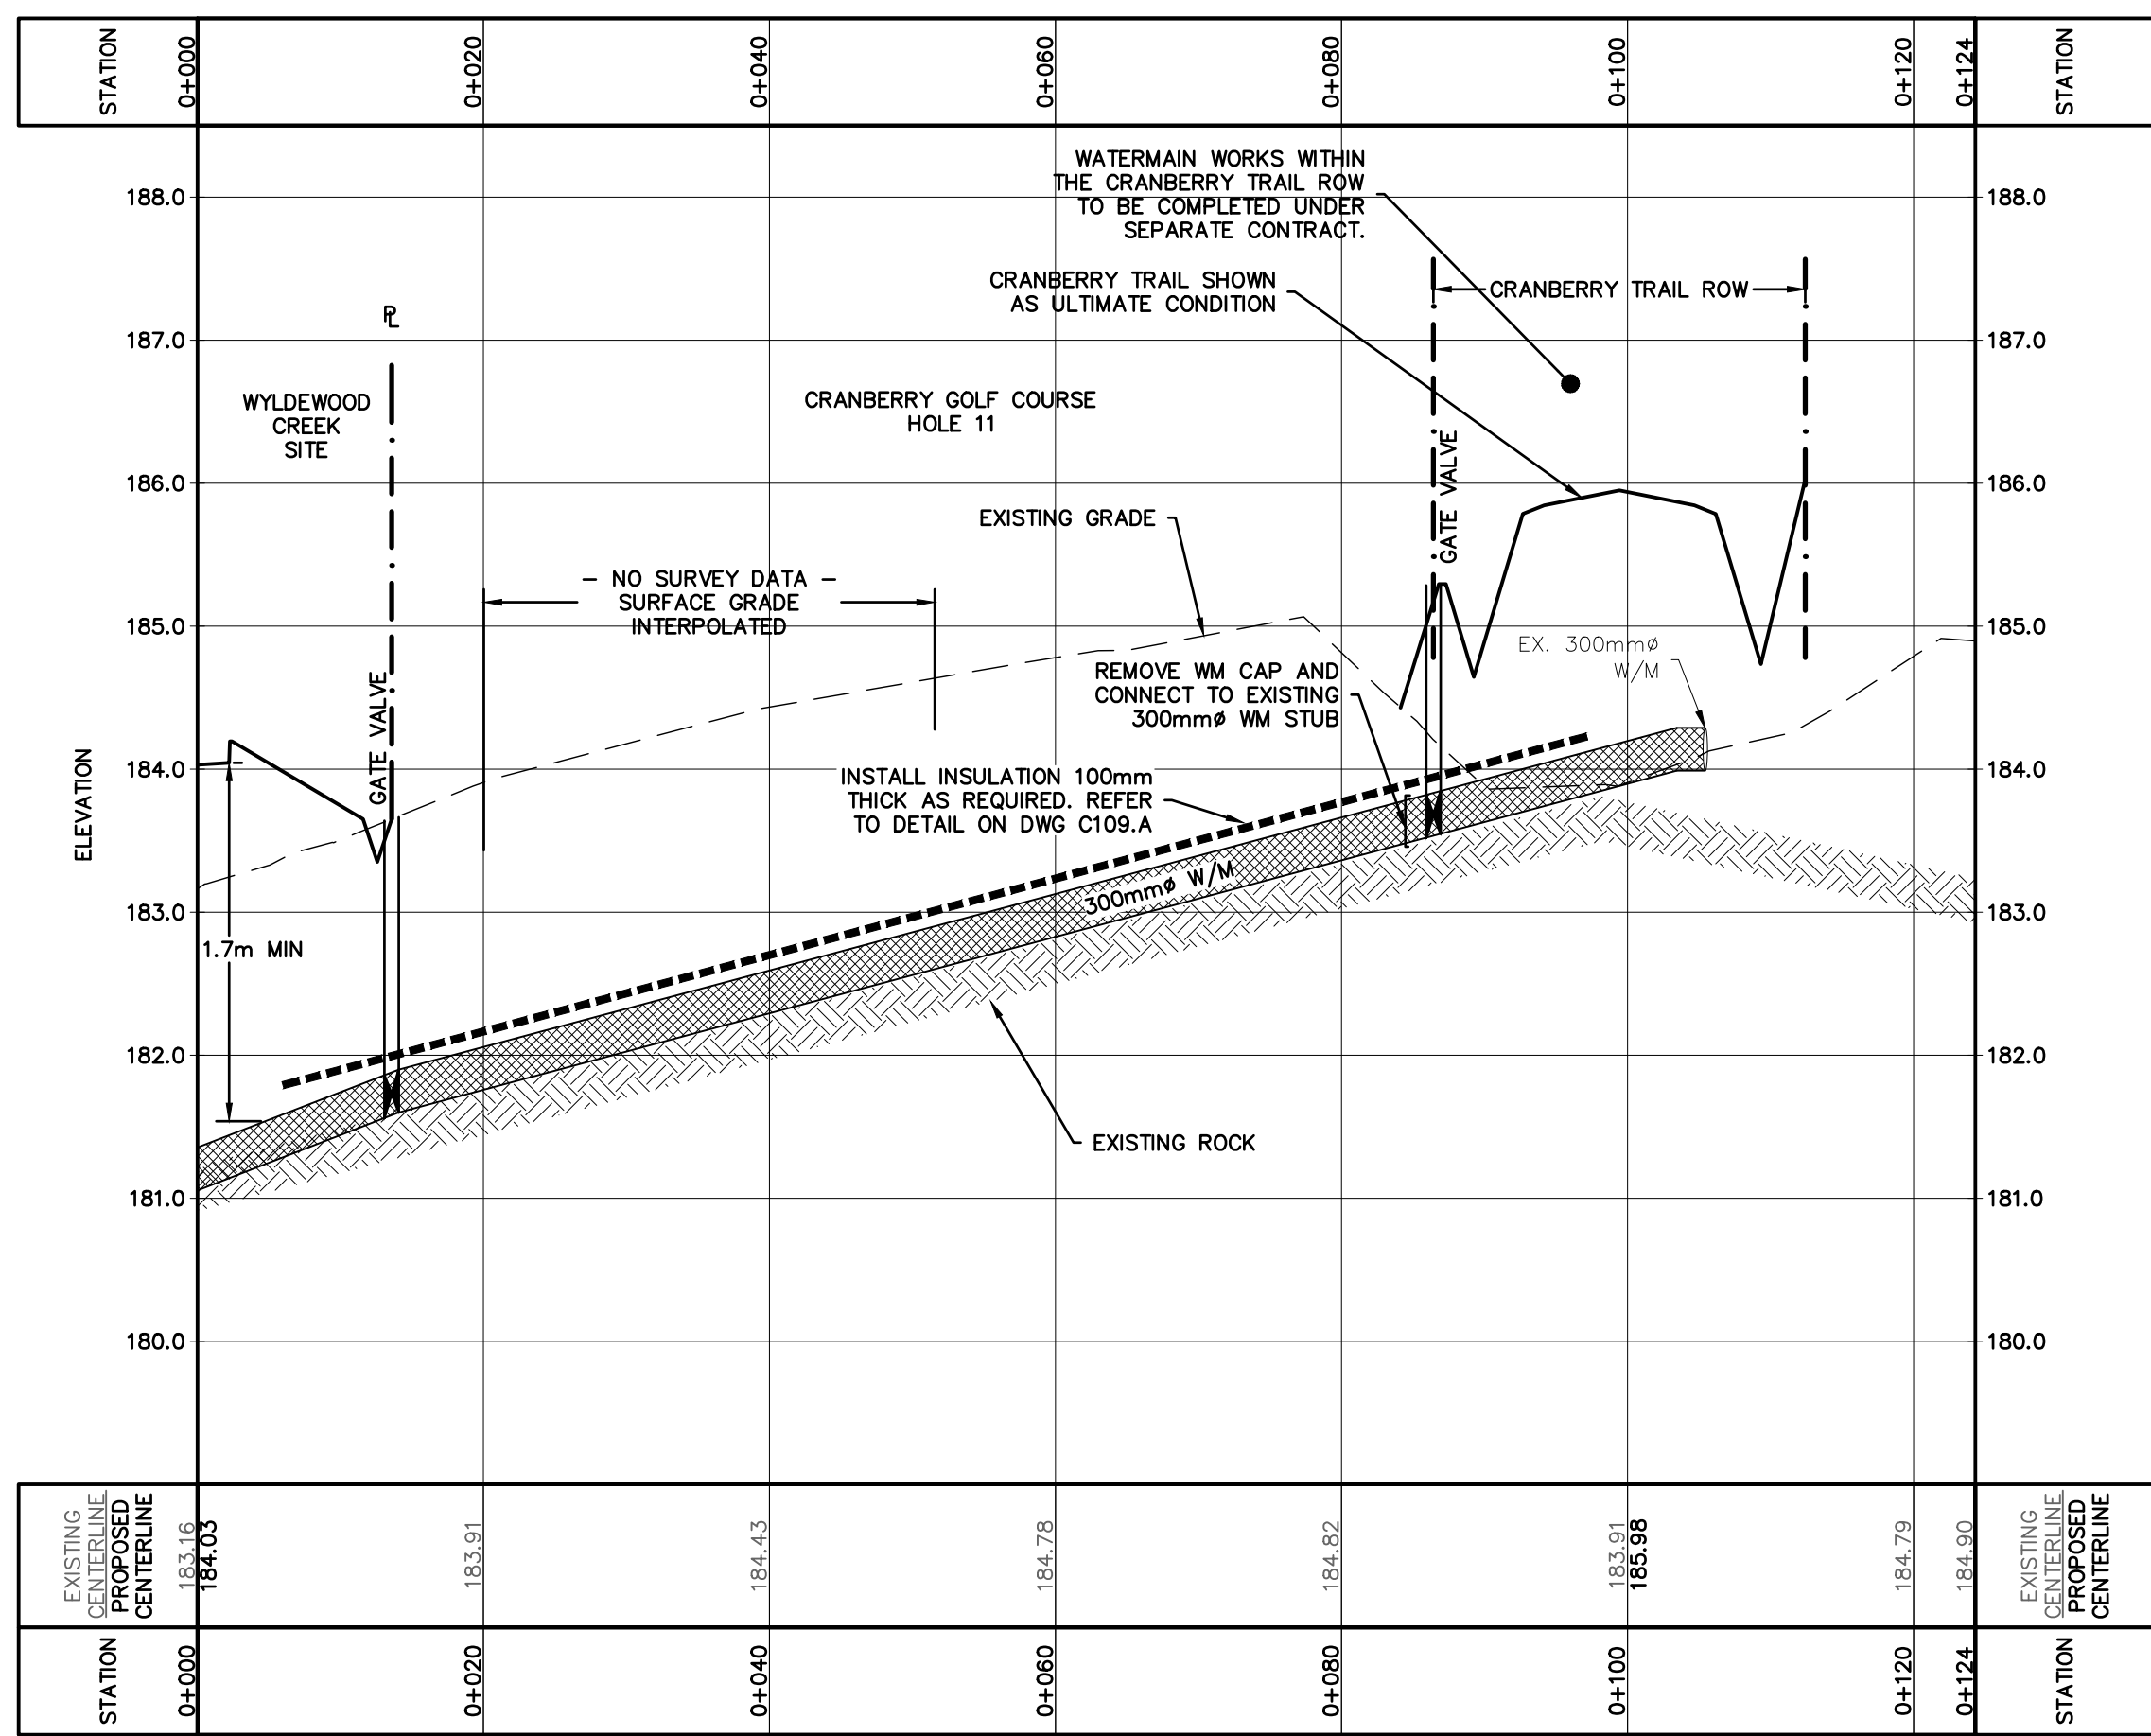 STATION
0+000
0+020
0+040
0+060
0+080
0+100
0+120
0+124
STATION
ELEVATION
188.0
187.0
186.0
185.0
184.0
183.0
182.0
181.0
180.0
188.0
187.0
186.0
185.0
184.0
183.0
182.0
181.0
180.0
WATERMAIN WORKS WITHIN
THE CRANBERRY TRAIL ROW
TO BE COMPLETED UNDER
SEPARATE CONTRACT.
CRANBERRY TRAIL SHOWN
AS ULTIMATE CONDITION
CRANBERRY TRAIL ROW
PL
WYLDEWOOD
CREEK
SITE
CRANBERRY GOLF COURSE
HOLE 11
GATE VALVE
EXISTING GRADE
- NO SURVEY DATA -
SURFACE GRADE
INTERPOLATED
GATE VALVE
EX. 300mmø
W/M
REMOVE WM CAP AND
CONNECT TO EXISTING
300mmø WM STUB
INSTALL INSULATION 100mm
THICK AS REQUIRED. REFER
TO DETAIL ON DWG C109.A
300mmø W/M
1.7m MIN
EXISTING ROCK
EXISTING
CENTERLINE
PROPOSED
CENTERLINE
183.16
184.03
183.91
184.43
184.78
184.82
183.91
185.98
184.79
184.90
EXISTING
CENTERLINE
PROPOSED
CENTERLINE
STATION
0+000
0+020
0+040
0+060
0+080
0+100
0+120
0+124
STATION